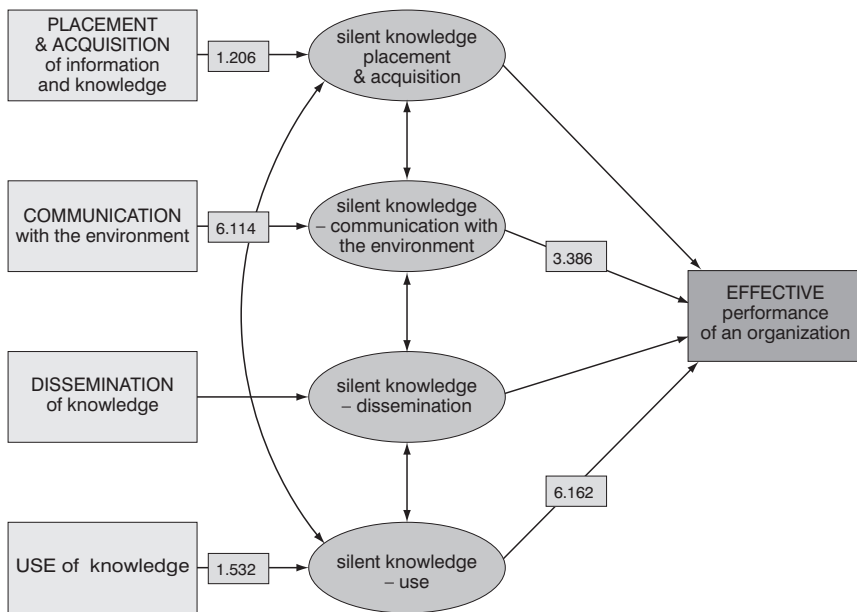 PLACEMENT
& ACQUISITION
of information
and knowledge
1.206
silent knowledge
placement
& acquisition
COMMUNICATION
with the environment
6.114
silent knowledge
– communication with
the environment
3.386
EFFECTIVE
performance
of an organization
DISSEMINATION
of knowledge
silent knowledge
– dissemination
6.162
USE of knowledge
1.532
silent knowledge
– use